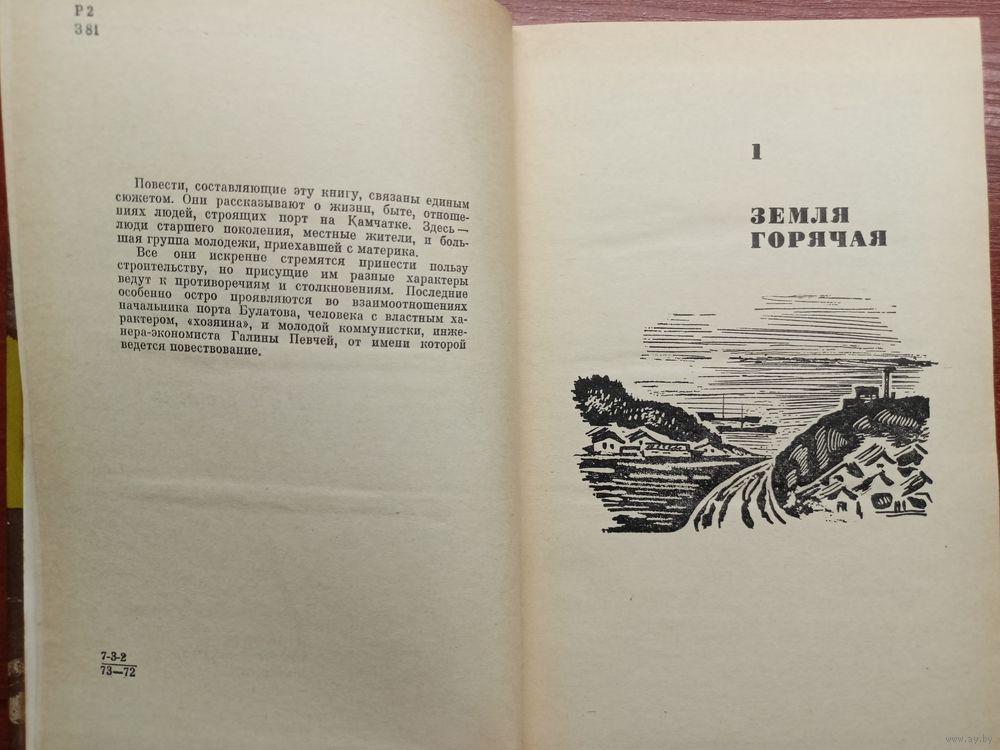 Р 2
З 81
Повести, составляющие эту книгу, связаны единым
сюжетом. Они рассказывают о жизни, быте, отноше-
ниях людей, строящих порт на Камчатке. Здесь —
люди старшего поколения, местные жители, и боль-
шая группа молодежи, приехавшей с материка.
Все они искренне стремятся принести пользу
строительству, но присущие им разные характеры
ведут к противоречиям и столкновениям. Последние
особенно остро проявляются во взаимоотношениях
начальника порта Булатова, человека с властным ха-
рактером, «хозяина», и молодой коммунистки, инже-
нера-экономиста Галины Певчей, от имени которой
ведется повествование.
7-3-2
73—72
1
ЗЕМЛЯ
ГОРЯЧАЯ
www.ay.by